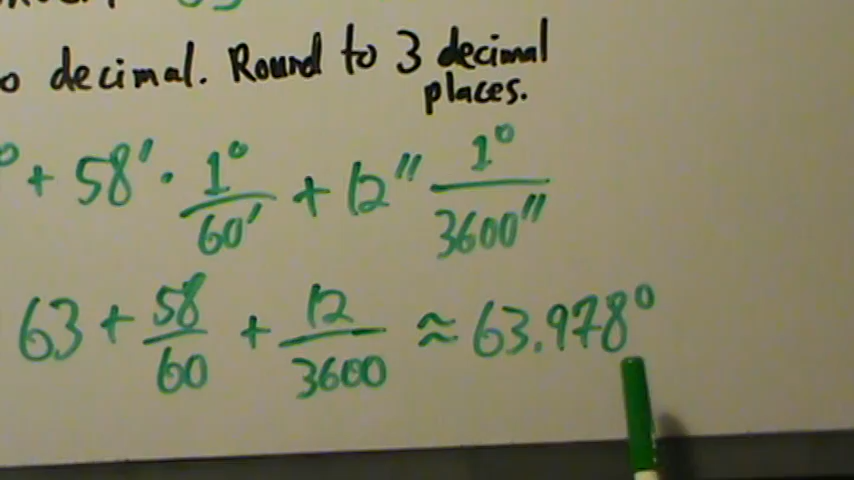 o decimal. Round to 3 decimal
places.
° + 58' · 1°/60' + 12" 1°/3600"
63 + 58/60 + 12/3600 ≈ 63.978°